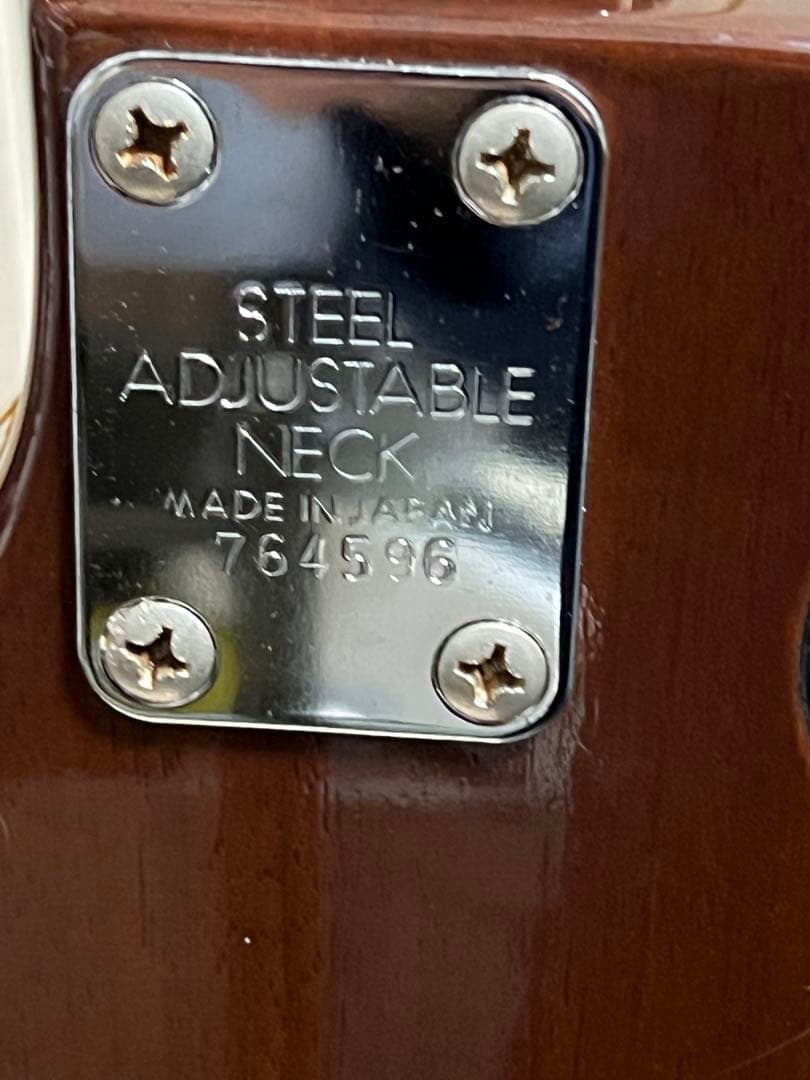 STEEL
ADJUSTABLE
NECK
MADE IN JAPAN
764596